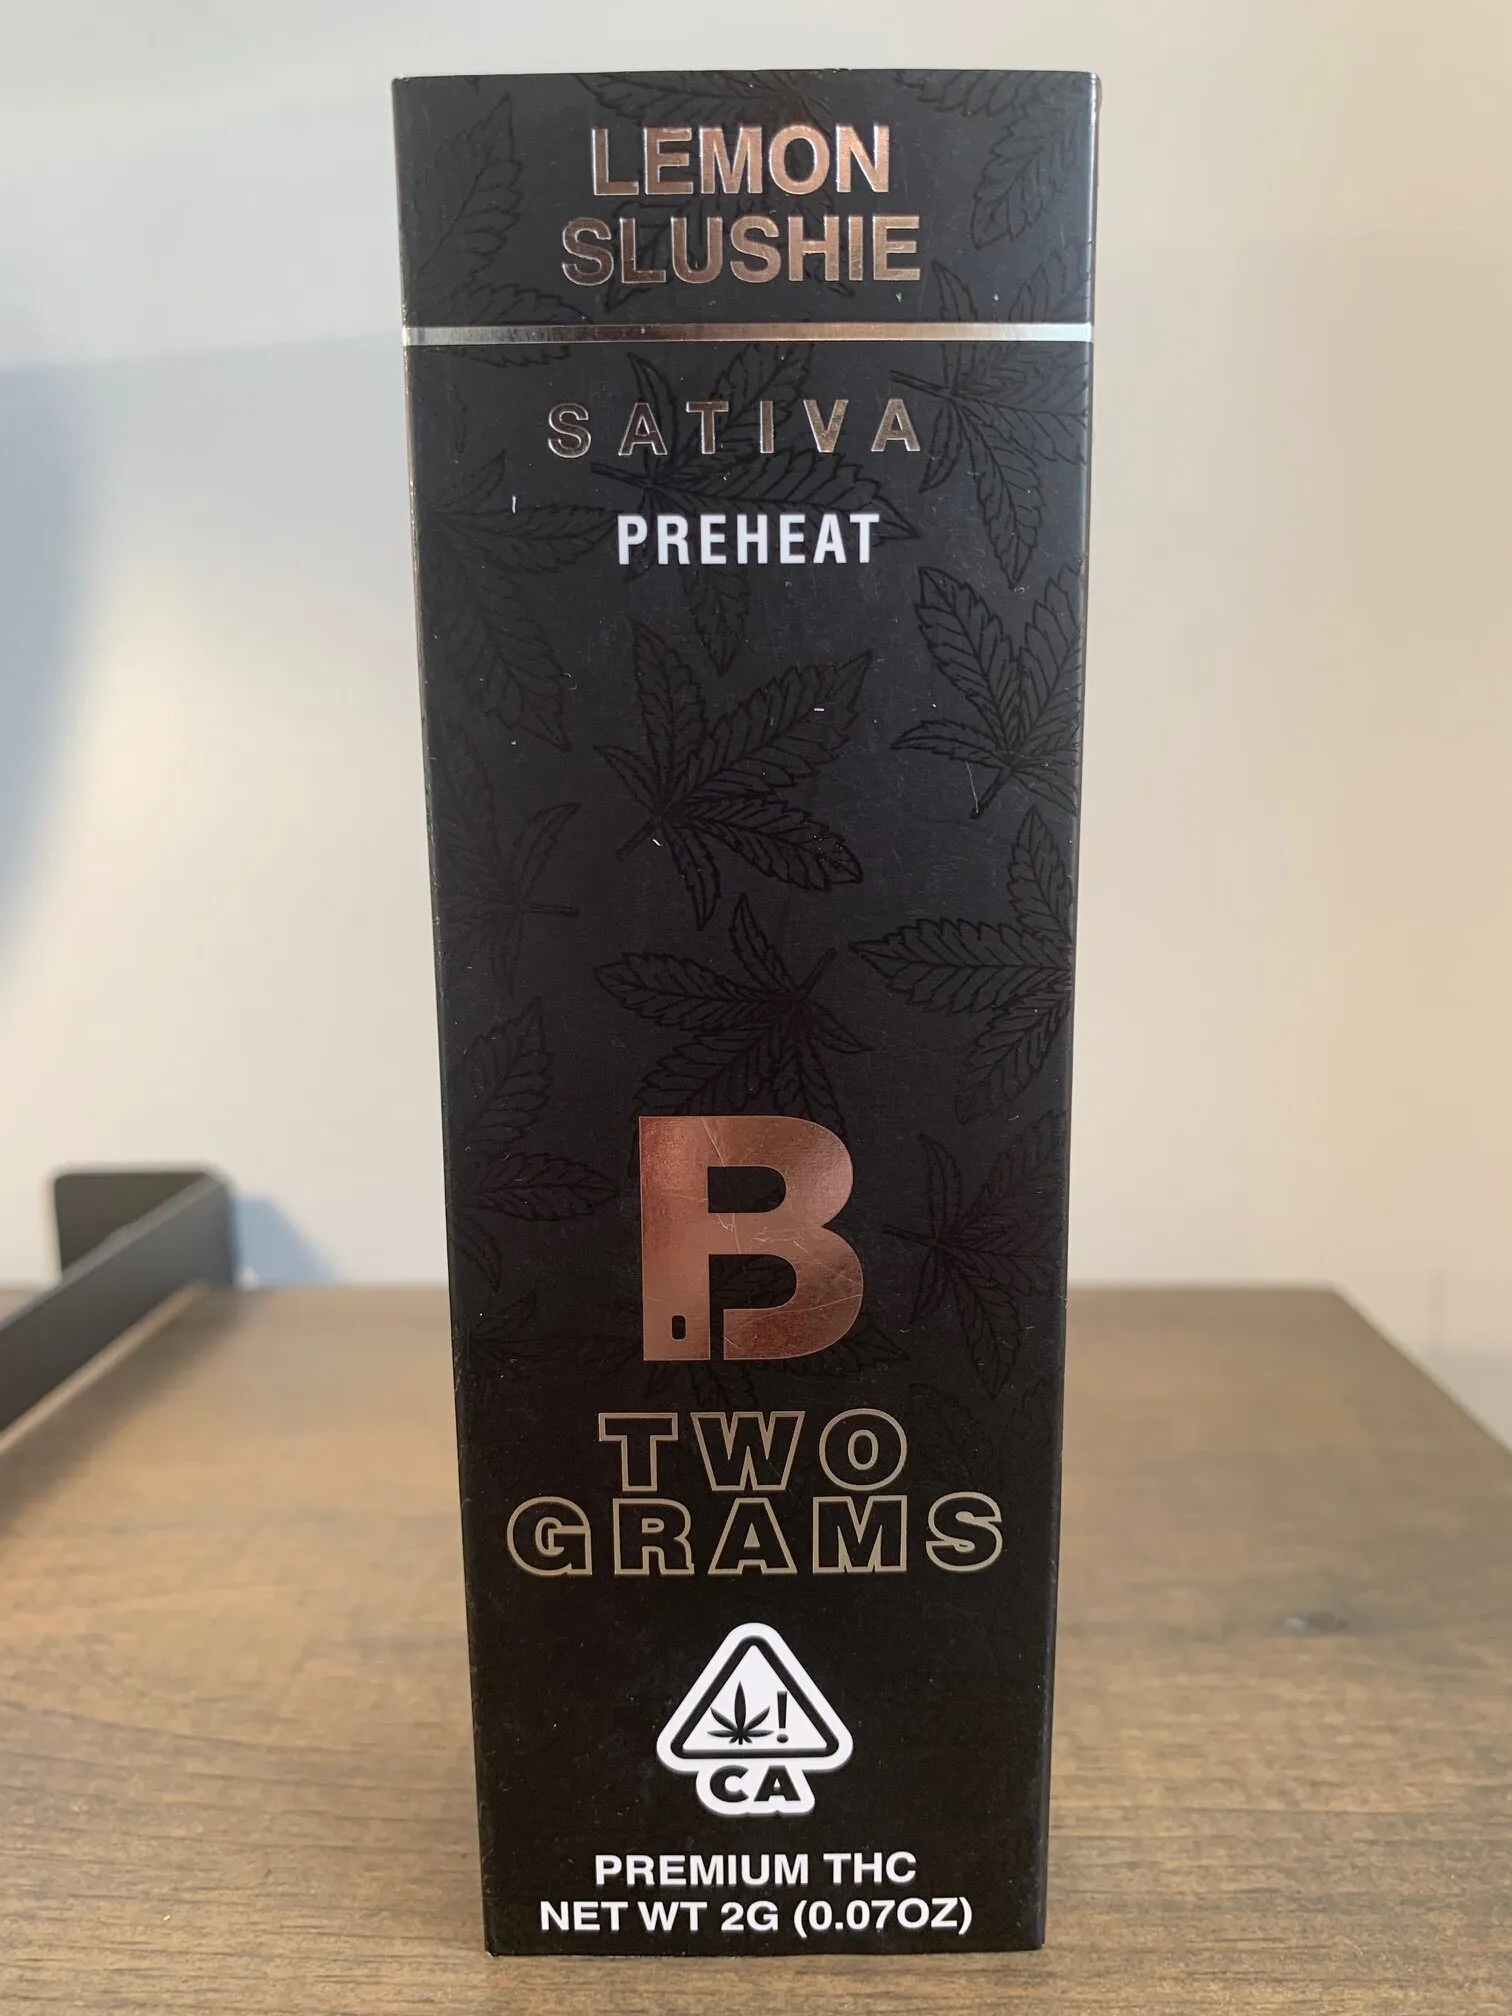 LEMON
SLUSHIE
SATIVA
PREHEAT
B
TWO
GRAMS
!
CA
PREMIUM THC
NET WT 2G (0.07OZ)